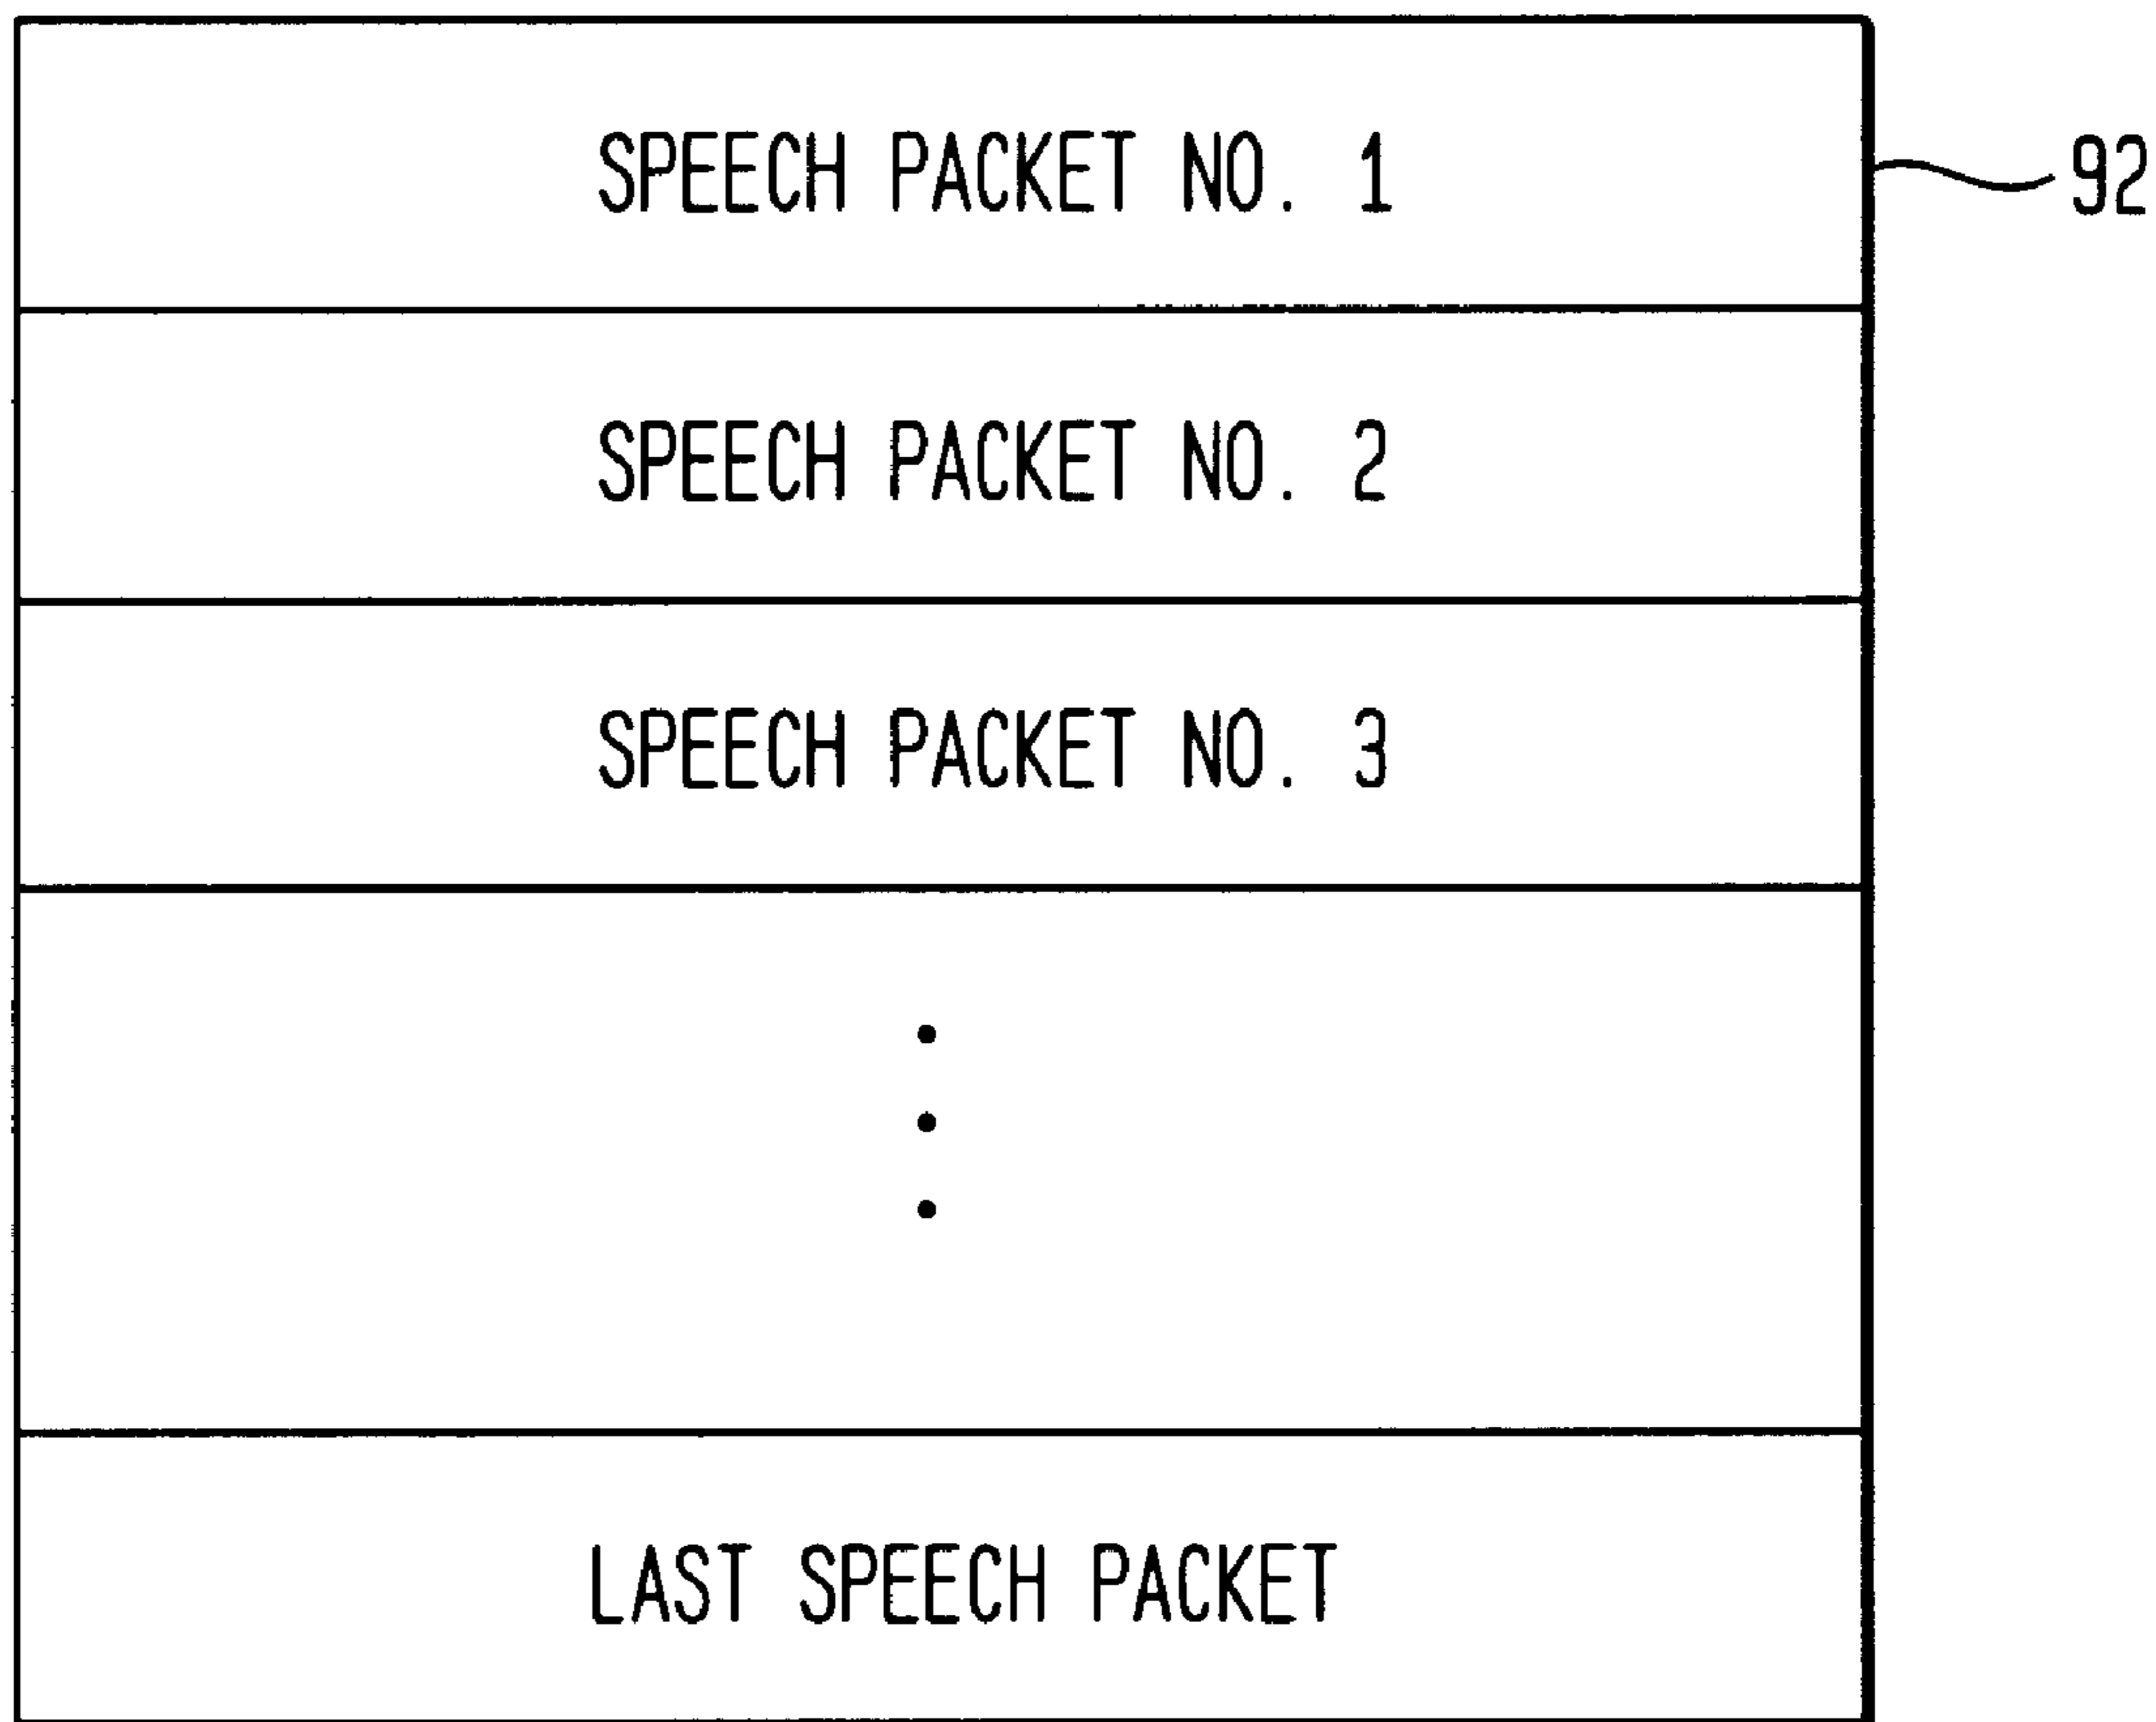 SPEECH PACKET NO. 1
92
SPEECH PACKET NO. 2
SPEECH PACKET NO. 3
LAST SPEECH PACKET